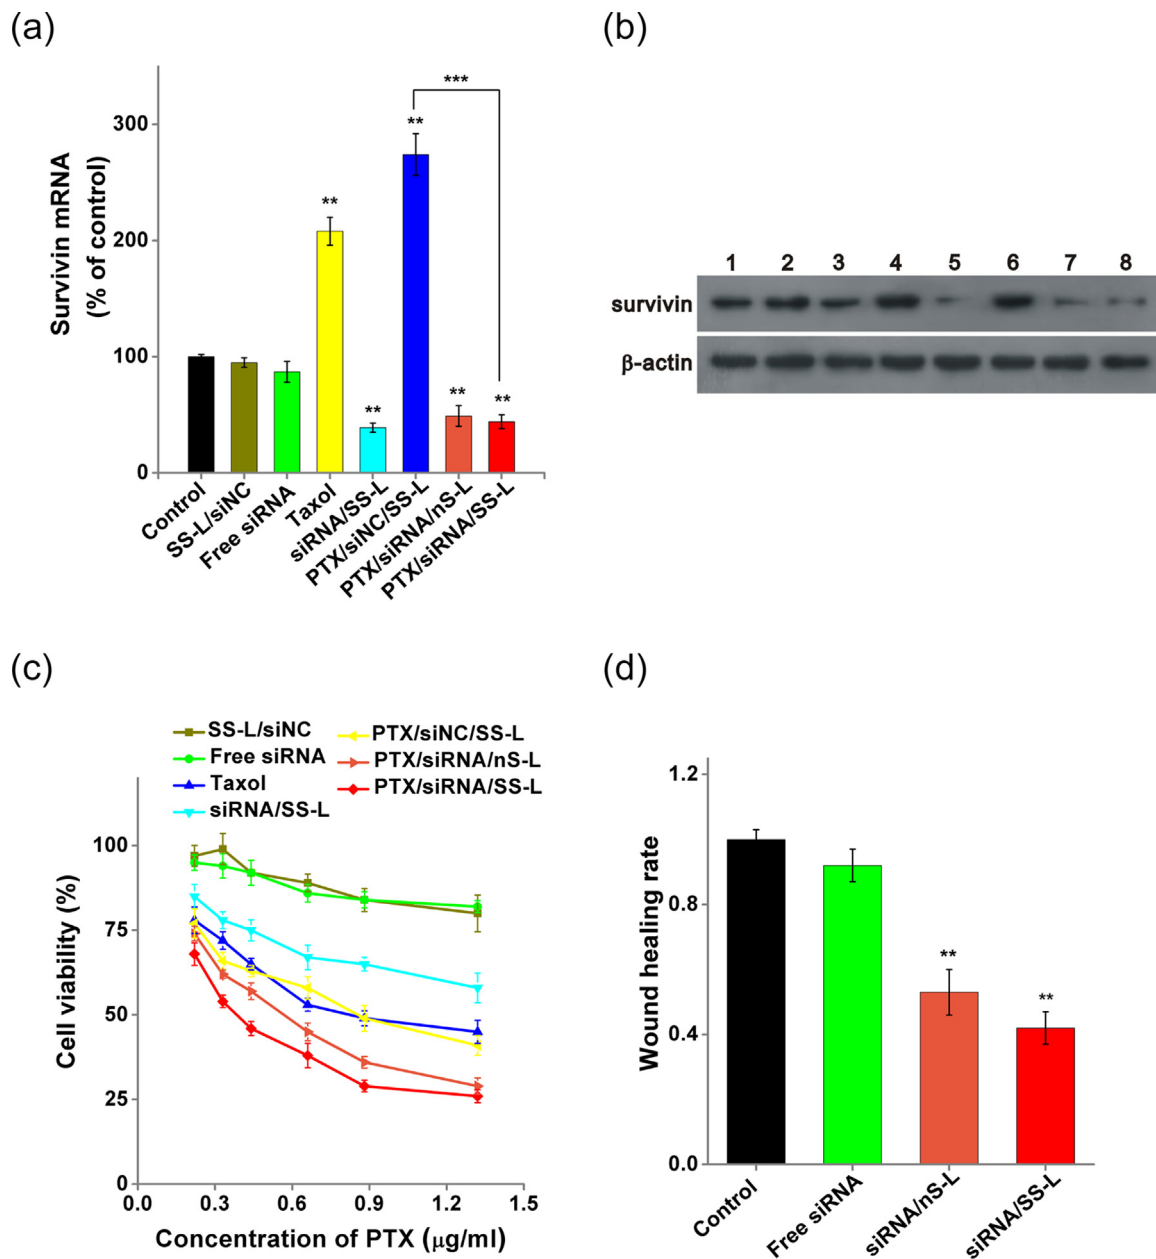 (a)
Survivin mRNA
(% of control)
300
200
100
0
***
**
**
**
**
**
Control
SS-L/siNC
Free siRNA
Taxol
siRNA/SS-L
PTX/siNC/SS-L
PTX/siRNA/nS-L
PTX/siRNA/SS-L
(b)
1 2 3 4 5 6 7 8
survivin
β-actin
(c)
SS-L/siNC
Free siRNA
Taxol
siRNA/SS-L
PTX/siNC/SS-L
PTX/siRNA/nS-L
PTX/siRNA/SS-L
Cell viability (%)
100
75
50
25
0
0.0 0.3 0.6 0.9 1.2 1.5
Concentration of PTX (μg/ml)
(d)
Wound healing rate
1.2
0.8
0.4
0.0
**
**
Control
Free siRNA
siRNA/nS-L
siRNA/SS-L